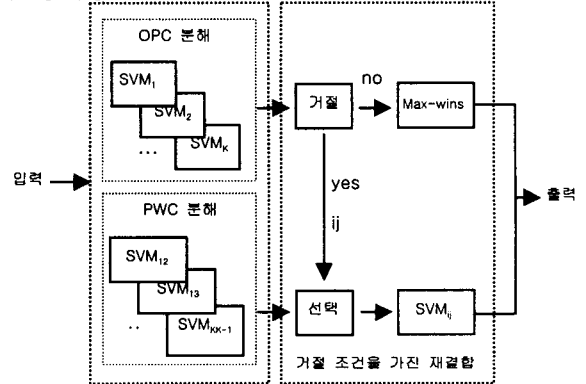 OPC 분해
SVM₁
SVM₂
...
SVMK
입력
PWC 분해
SVM₁₂
SVM₁₃
..
SVMKK-1
거절
no
Max-wins
yes
ij
선택
SVMij
출력
거절 조건을 가진 재결합